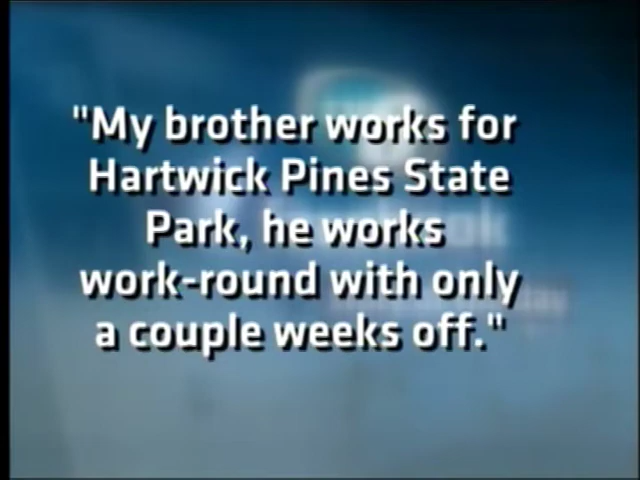 "My brother works for
Hartwick Pines State
Park, he works
work-round with only
a couple weeks off."